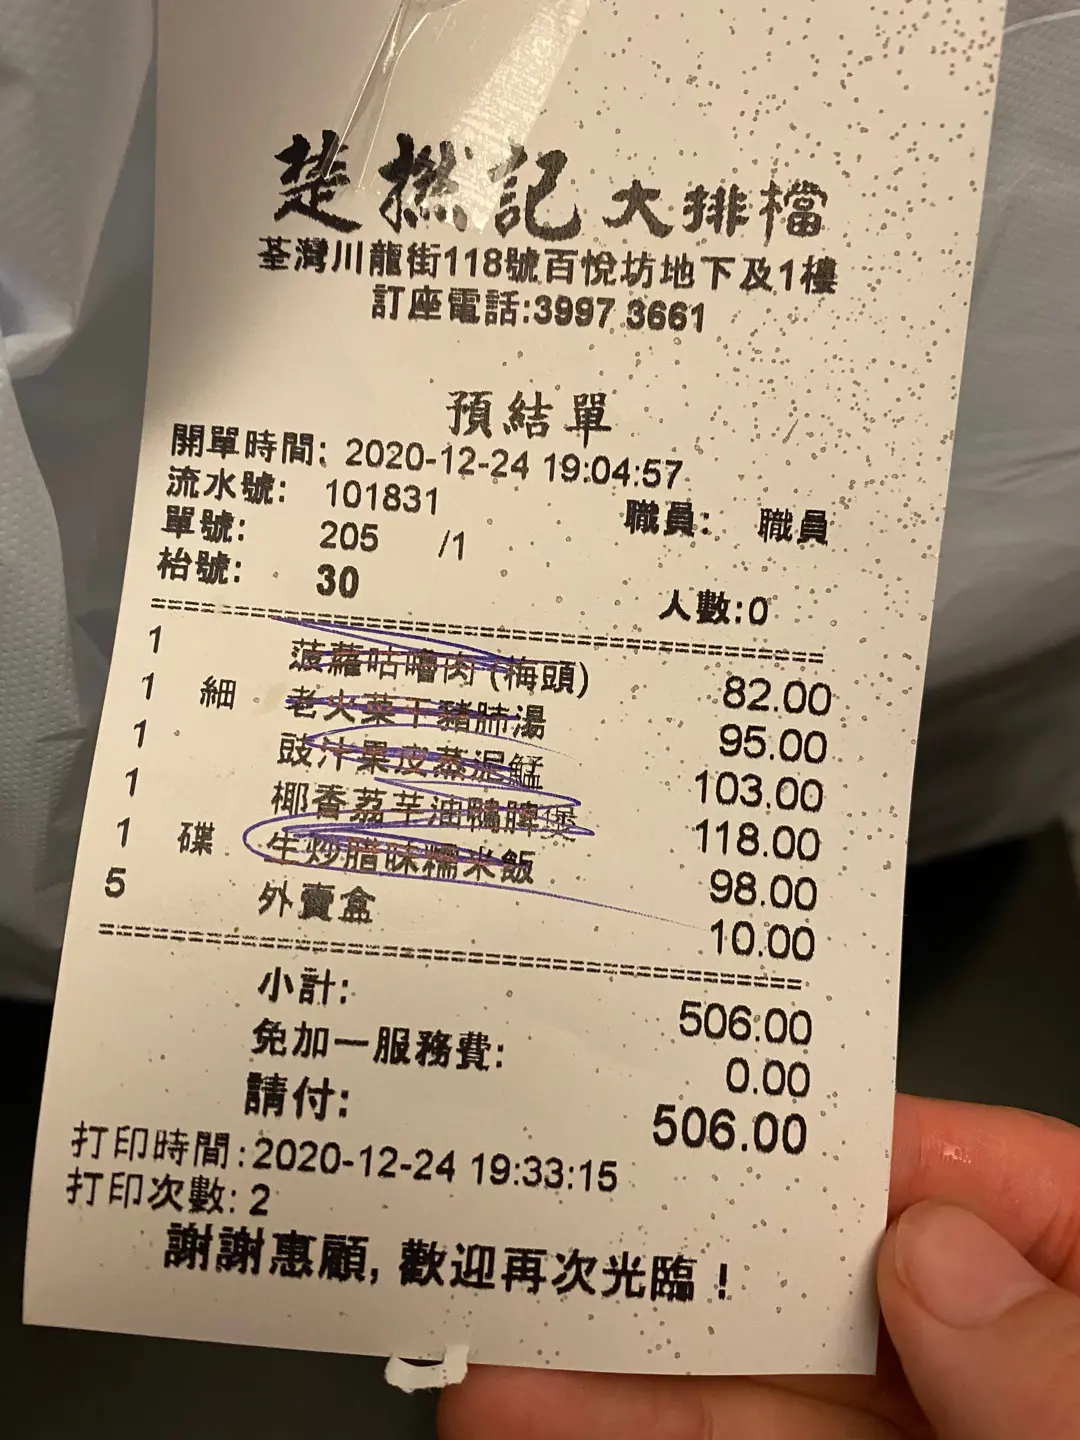 楚撚記大排檔
荃灣川龍街118號百悅坊地下及1樓
訂座電話:3997 3661
預結單
開單時間: 2020-12-24 19:04:57
流水號: 101831 職員: 職員
單號: 205 /1
枱號: 30 人數:0
1 菠蘿咕嚕肉(梅頭) 82.00
1 細 老火菜干豬肺湯 95.00
1 豉汁果皮蒸泥鯭 103.00
1 椰香荔芋油鴨脾煲 118.00
1 碟 生炒腊味糯米飯 98.00
5 外賣盒 10.00
小計: 506.00
免加一服務費: 0.00
請付: 506.00
打印時間:2020-12-24 19:33:15
打印次數: 2
謝謝惠顧, 歡迎再次光臨!